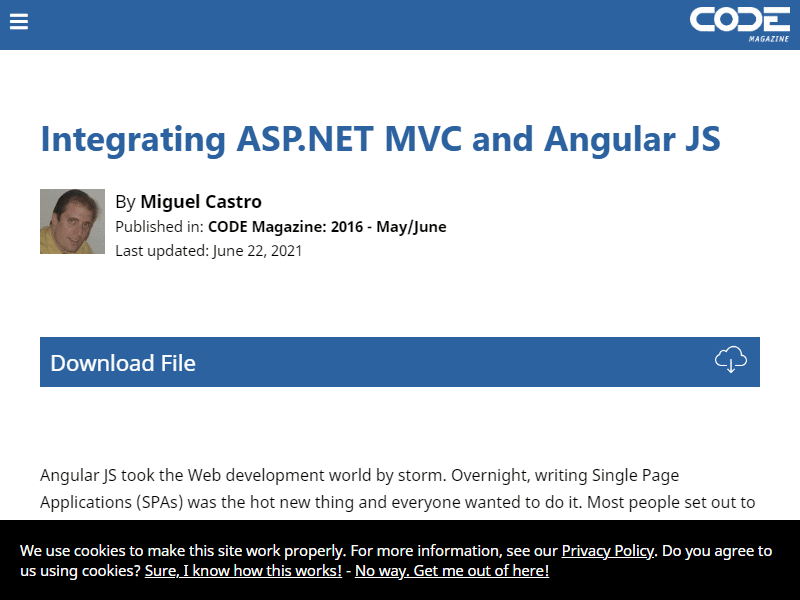 CODE
MAGAZINE
Integrating ASP.NET MVC and Angular JS
By Miguel Castro
Published in: CODE Magazine: 2016 - May/June
Last updated: June 22, 2021
Download File
Angular JS took the Web development world by storm. Overnight, writing Single Page
Applications (SPAs) was the hot new thing and everyone wanted to do it. Most people set out to
We use cookies to make this site work properly. For more information, see our Privacy Policy. Do you agree to
us using cookies? Sure, I know how this works! - No way. Get me out of here!